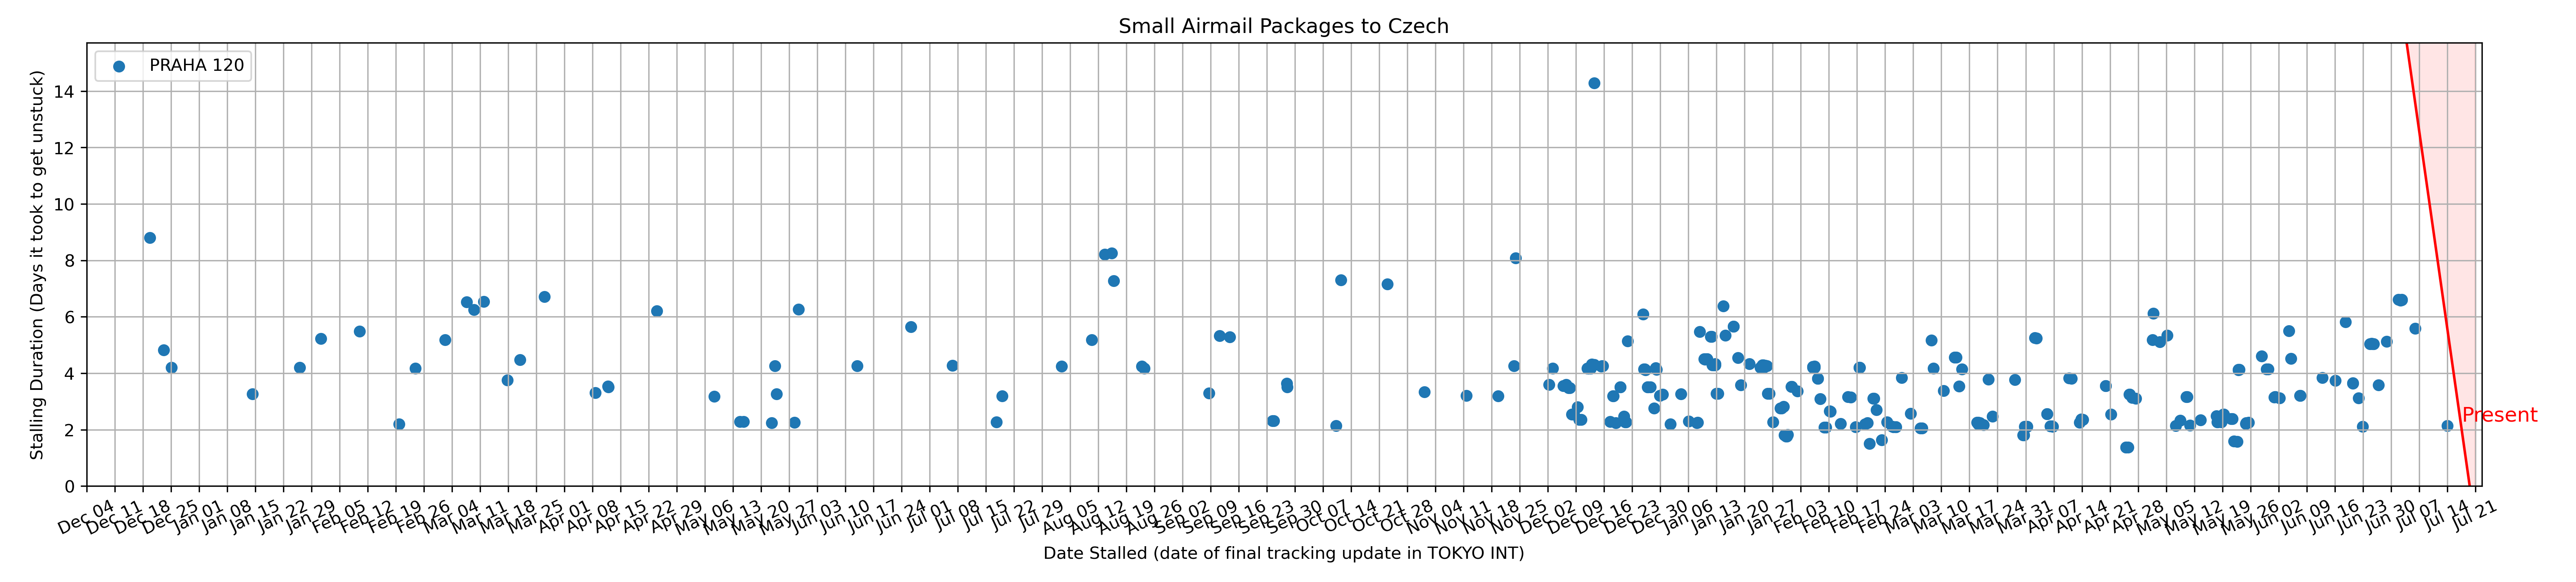 Small Airmail Packages to Czech
PRAHA 120
Stalling Duration (Days it took to get unstuck)
14
12
10
8
6
4
2
0
Present
Dec 04
Dec 11
Dec 18
Dec 25
Jan 01
Jan 08
Jan 15
Jan 22
Jan 29
Feb 05
Feb 12
Feb 19
Feb 26
Mar 04
Mar 11
Mar 18
Mar 25
Apr 01
Apr 08
Apr 15
Apr 22
Apr 29
May 06
May 13
May 20
May 27
Jun 03
Jun 10
Jun 17
Jun 24
Jul 01
Jul 08
Jul 15
Jul 22
Jul 29
Aug 05
Aug 12
Aug 19
Aug 26
Sep 02
Sep 09
Sep 16
Sep 23
Sep 30
Oct 07
Oct 14
Oct 21
Oct 28
Nov 04
Nov 11
Nov 18
Nov 25
Dec 02
Dec 09
Dec 16
Dec 23
Dec 30
Jan 06
Jan 13
Jan 20
Jan 27
Feb 03
Feb 10
Feb 17
Feb 24
Mar 03
Mar 10
Mar 17
Mar 24
Mar 31
Apr 07
Apr 14
Apr 21
Apr 28
May 05
May 12
May 19
May 26
Jun 02
Jun 09
Jun 16
Jun 23
Jun 30
Jul 07
Jul 14
Jul 21
Date Stalled (date of final tracking update in TOKYO INT)